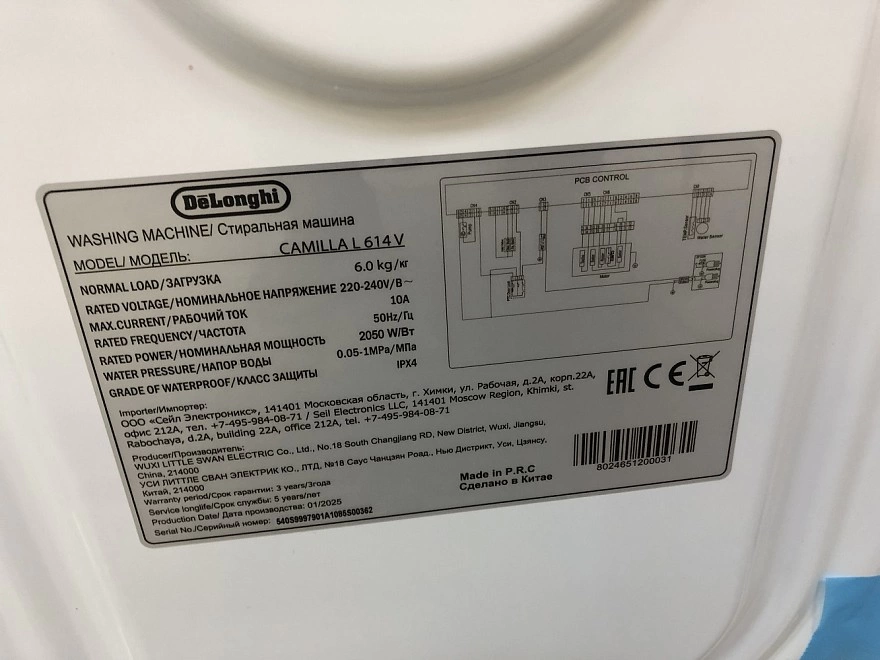 DeLonghi
WASHING MACHINE/ Стиральная машина
MODEL/ МОДЕЛЬ: CAMILLA L 614 V
NORMAL LOAD/ЗАГРУЗКА 6.0 kg/кг
RATED VOLTAGE/НОМИНАЛЬНОЕ НАПРЯЖЕНИЕ 220-240V/В~
MAX.CURRENT/РАБОЧИЙ ТОК 10A
RATED FREQUENCY/ЧАСТОТА 50Hz/Гц
RATED POWER/НОМИНАЛЬНАЯ МОЩНОСТЬ 2050 W/Вт
WATER PRESSURE/НАПОР ВОДЫ 0.05-1MPa/МПа
GRADE OF WATERPROOF/КЛАСС ЗАЩИТЫ IPX4
PCB CONTROL
Importer/Импортер:
ООО «Сейл Электроникс», 141401 Московская область, г. Химки, ул. Рабочая, д.2А, корп.22А,
офис 212А, тел. +7-495-984-08-71 / Seil Electronics LLC, 141401 Moscow Region, Khimki, st.
Rabochaya, d.2A, building 22A, office 212A, tel. +7-495-984-08-71
EAC CE
Producer/Производитель:
WUXI LITTLE SWAN ELECTRIC Co., Ltd., No.18 South Changjiang RD, New District, Wuxi, Jiangsu,
China, 214000
УСИ ЛИТТЛЕ СВАН ЭЛЕКТРИК КО., ЛТД, №18 Саус Чанцзян Роад., Нью Дистрикт, Уси, Цзянсу,
Китай, 214000
Warranty period/Срок гарантии: 3 years/3года
Service longlife/Срок службы: 5 years/лет
Production Date/ Дата производства: 01/2025
Serial No./Серийный номер: 540S9997901A1085S00362
Made in P.R.C
Сделано в Китае
8024651200031